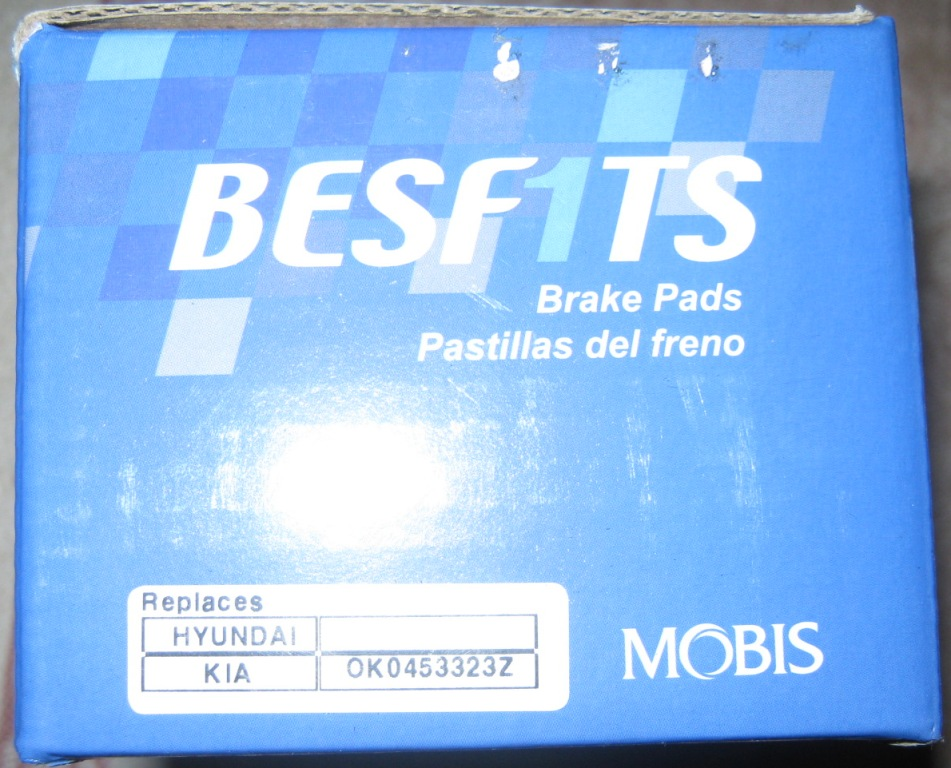 BESF1TS
Brake Pads
Pastillas del freno
Replaces
HYUNDAI
KIA OK0453323Z
MOBIS